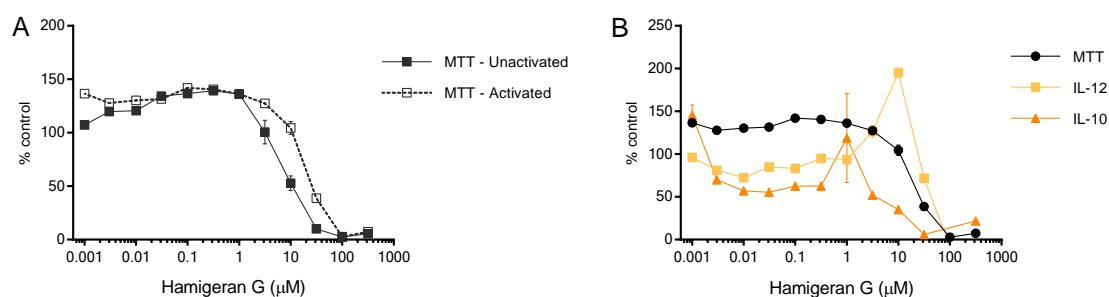 A
200
150
100
50
0
% control
0.001 0.01 0.1 1 10 100 1000
Hamigeran G (μM)
MTT - Unactivated
MTT - Activated
B
250
200
150
100
50
0
% control
0.001 0.01 0.1 1 10 100 1000
Hamigeran G (μM)
MTT
IL-12
IL-10